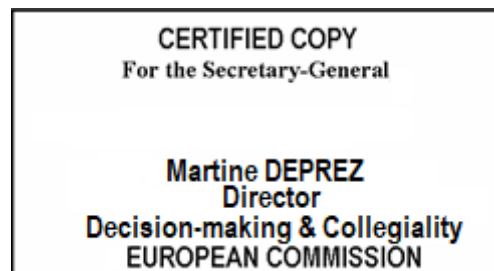 CERTIFIED COPY
For the Secretary-General
Martine DEPREZ
Director
Decision-making & Collegiality
EUROPEAN COMMISSION